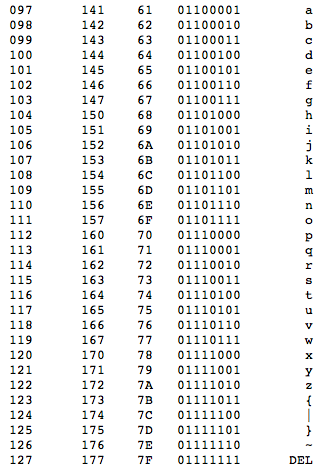 097 141 61 01100001 a
098 142 62 01100010 b
099 143 63 01100011 c
100 144 64 01100100 d
101 145 65 01100101 e
102 146 66 01100110 f
103 147 67 01100111 g
104 150 68 01101000 h
105 151 69 01101001 i
106 152 6A 01101010 j
107 153 6B 01101011 k
108 154 6C 01101100 l
109 155 6D 01101101 m
110 156 6E 01101110 n
111 157 6F 01101111 o
112 160 70 01110000 p
113 161 71 01110001 q
114 162 72 01110010 r
115 163 73 01110011 s
116 164 74 01110100 t
117 165 75 01110101 u
118 166 76 01110110 v
119 167 77 01110111 w
120 170 78 01111000 x
121 171 79 01111001 y
122 172 7A 01111010 z
123 173 7B 01111011 {
124 174 7C 01111100 |
125 175 7D 01111101 }
126 176 7E 01111110 ~
127 177 7F 01111111 DEL